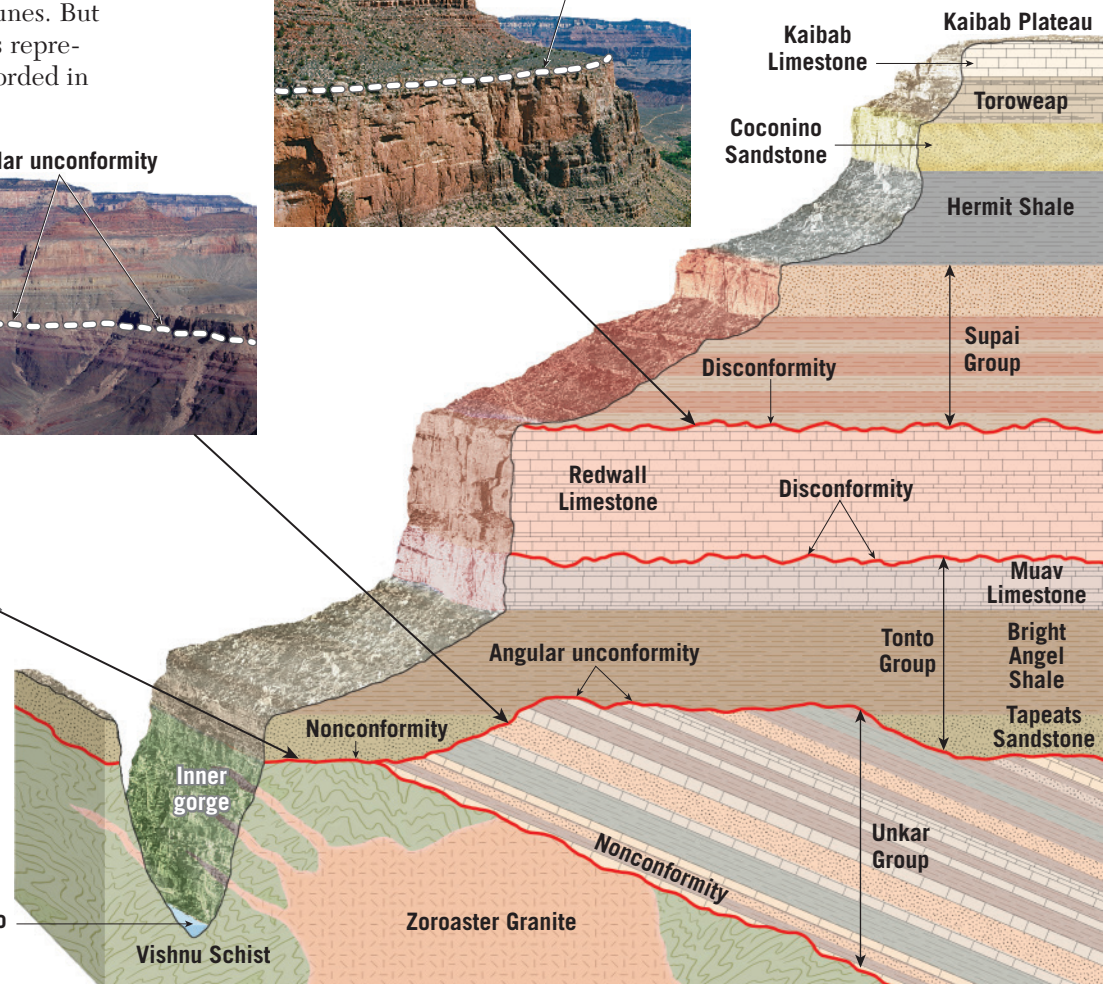 unes. But
s repre-
orded in
lar unconformity
Kaibab Plateau
Kaibab
Limestone
Toroweap
Coconino
Sandstone
Hermit Shale
Supai
Group
Disconformity
Redwall
Limestone
Disconformity
Muav
Limestone
Tonto
Group
Bright
Angel
Shale
Angular unconformity
Tapeats
Sandstone
Nonconformity
Inner
gorge
Unkar
Group
Nonconformity
Zoroaster Granite
o
Vishnu Schist